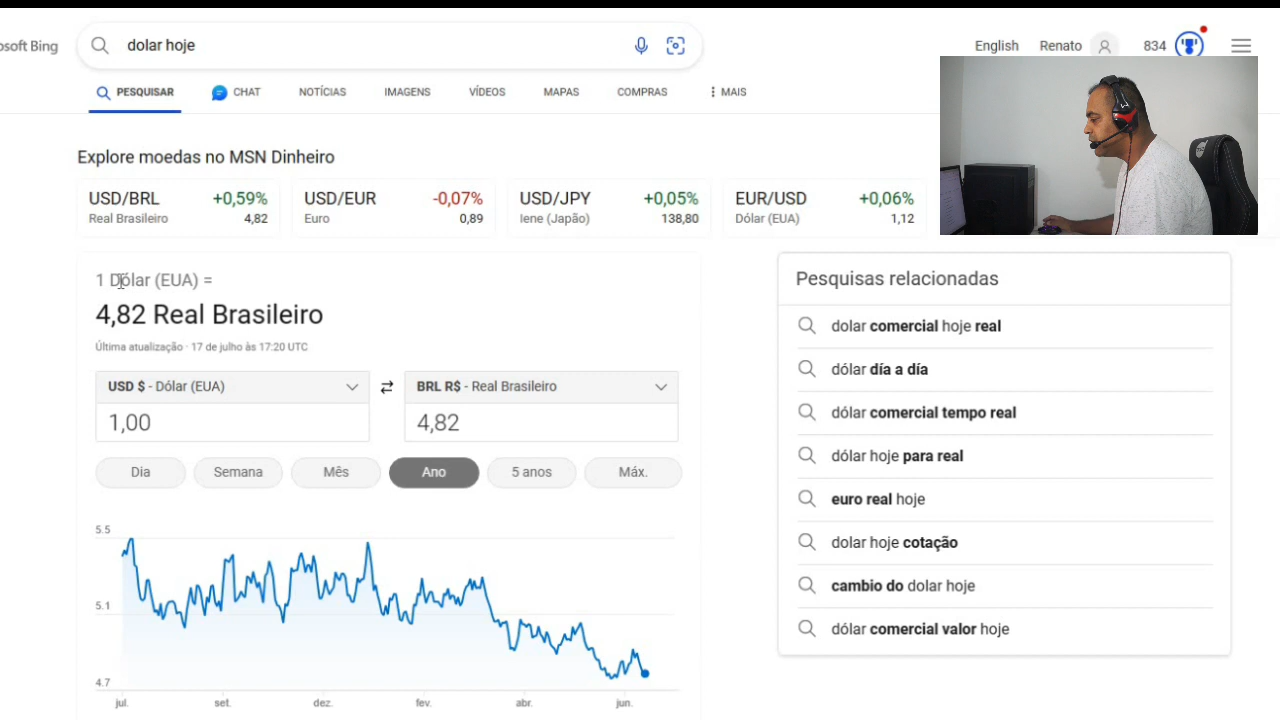 osoft Bing
dolar hoje
English
Renato
834
PESQUISAR
CHAT
NOTÍCIAS
IMAGENS
VÍDEOS
MAPAS
COMPRAS
MAIS
Explore moedas no MSN Dinheiro
USD/BRL +0,59%
Real Brasileiro 4,82
USD/EUR -0,07%
Euro 0,89
USD/JPY +0,05%
Iene (Japão) 138,80
EUR/USD +0,06%
Dólar (EUA) 1,12
1 Dólar (EUA) =
4,82 Real Brasileiro
Última atualização · 17 de julho às 17:20 UTC
USD $ - Dólar (EUA)
BRL R$ - Real Brasileiro
1,00
4,82
Dia
Semana
Mês
Ano
5 anos
Máx.
5.5
5.1
4.7
jul.
set.
dez.
fev.
abr.
jun.
Pesquisas relacionadas
dolar comercial hoje real
dólar día a día
dólar comercial tempo real
dólar hoje para real
euro real hoje
dolar hoje cotação
cambio do dolar hoje
dólar comercial valor hoje